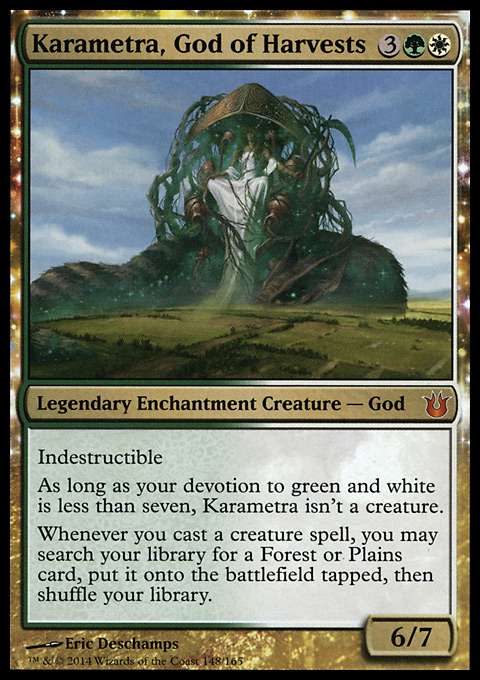 Karametra, God of Harvests 3
Legendary Enchantment Creature — God
Indestructible
As long as your devotion to green and white
is less than seven, Karametra isn't a creature.
Whenever you cast a creature spell, you may
search your library for a Forest or Plains
card, put it onto the battlefield tapped, then
shuffle your library.
6/7
Eric Deschamps
™ & © 2014 Wizards of the Coast 148/165